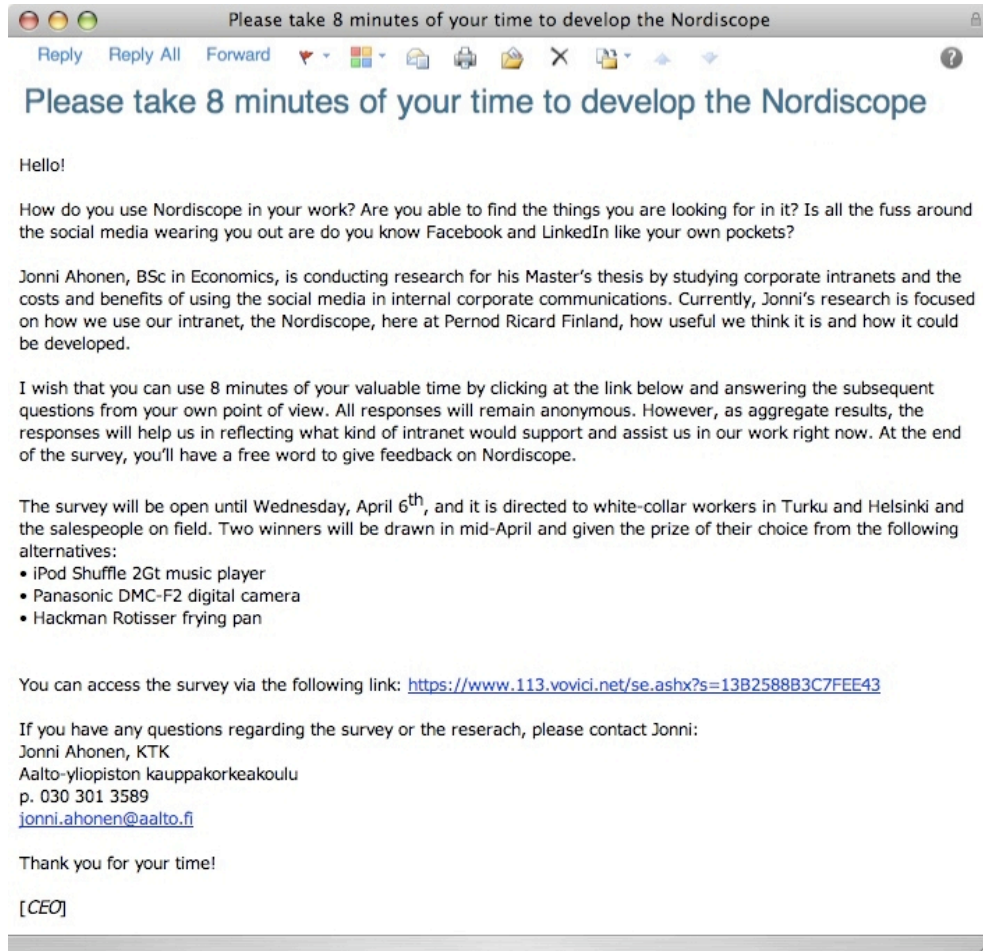 Please take 8 minutes of your time to develop the Nordiscope
Reply Reply All Forward
Please take 8 minutes of your time to develop the Nordiscope
Hello!
How do you use Nordiscope in your work? Are you able to find the things you are looking for in it? Is all the fuss around
the social media wearing you out are do you know Facebook and LinkedIn like your own pockets?
Jonni Ahonen, BSc in Economics, is conducting research for his Master's thesis by studying corporate intranets and the
costs and benefits of using the social media in internal corporate communications. Currently, Jonni's research is focused
on how we use our intranet, the Nordiscope, here at Pernod Ricard Finland, how useful we think it is and how it could
be developed.
I wish that you can use 8 minutes of your valuable time by clicking at the link below and answering the subsequent
questions from your own point of view. All responses will remain anonymous. However, as aggregate results, the
responses will help us in reflecting what kind of intranet would support and assist us in our work right now. At the end
of the survey, you'll have a free word to give feedback on Nordiscope.
The survey will be open until Wednesday, April 6th, and it is directed to white-collar workers in Turku and Helsinki and
the salespeople on field. Two winners will be drawn in mid-April and given the prize of their choice from the following
alternatives:
• iPod Shuffle 2Gt music player
• Panasonic DMC-F2 digital camera
• Hackman Rotisser frying pan
You can access the survey via the following link: https://www.113.vovici.net/se.ashx?s=13B2588B3C7FEE43
If you have any questions regarding the survey or the reserach, please contact Jonni:
Jonni Ahonen, KTK
Aalto-yliopiston kauppakorkeakoulu
p. 030 301 3589
jonni.ahonen@aalto.fi
Thank you for your time!
[CEO]